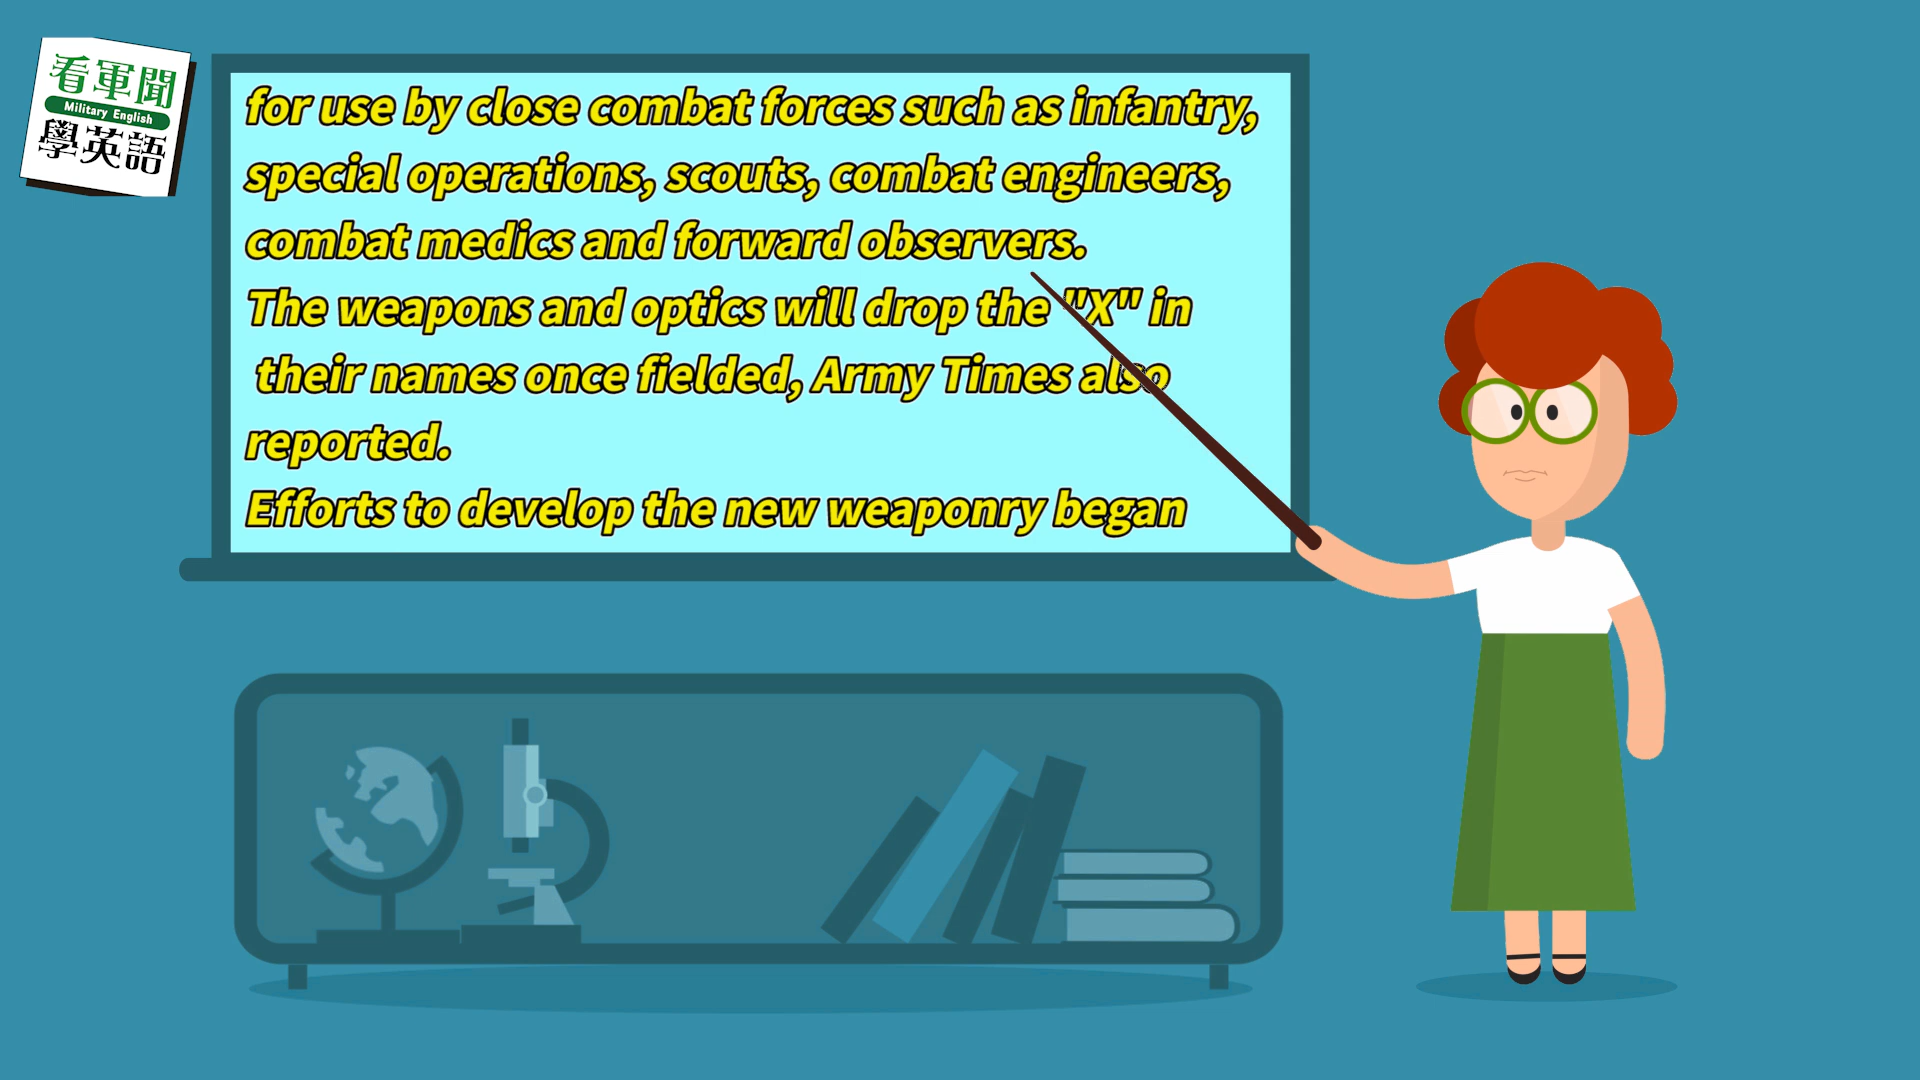 看軍聞
Military English
學英語
for use by close combat forces such as infantry,
special operations, scouts, combat engineers,
combat medics and forward observers.
The weapons and optics will drop the "X" in
their names once fielded, Army Times also
reported.
Efforts to develop the new weaponry began